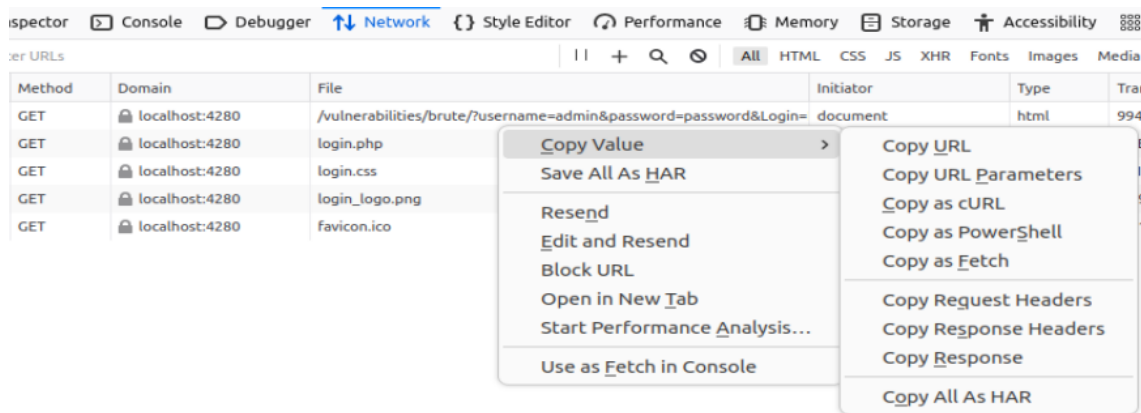 spector Console Debugger Network Style Editor Performance Memory Storage Accessibility
ter URLs All HTML CSS JS XHR Fonts Images Media
Method Domain File Initiator Type Tra
GET localhost:4280 /vulnerabilities/brute/?username=admin&password=password&Login= document html 994
GET localhost:4280 login.php
GET localhost:4280 login.css
GET localhost:4280 login_logo.png
GET localhost:4280 favicon.ico
Copy Value
Save All As HAR
Resend
Edit and Resend
Block URL
Open in New Tab
Start Performance Analysis...
Use as Fetch in Console
Copy URL
Copy URL Parameters
Copy as cURL
Copy as PowerShell
Copy as Fetch
Copy Request Headers
Copy Response Headers
Copy Response
Copy All As HAR